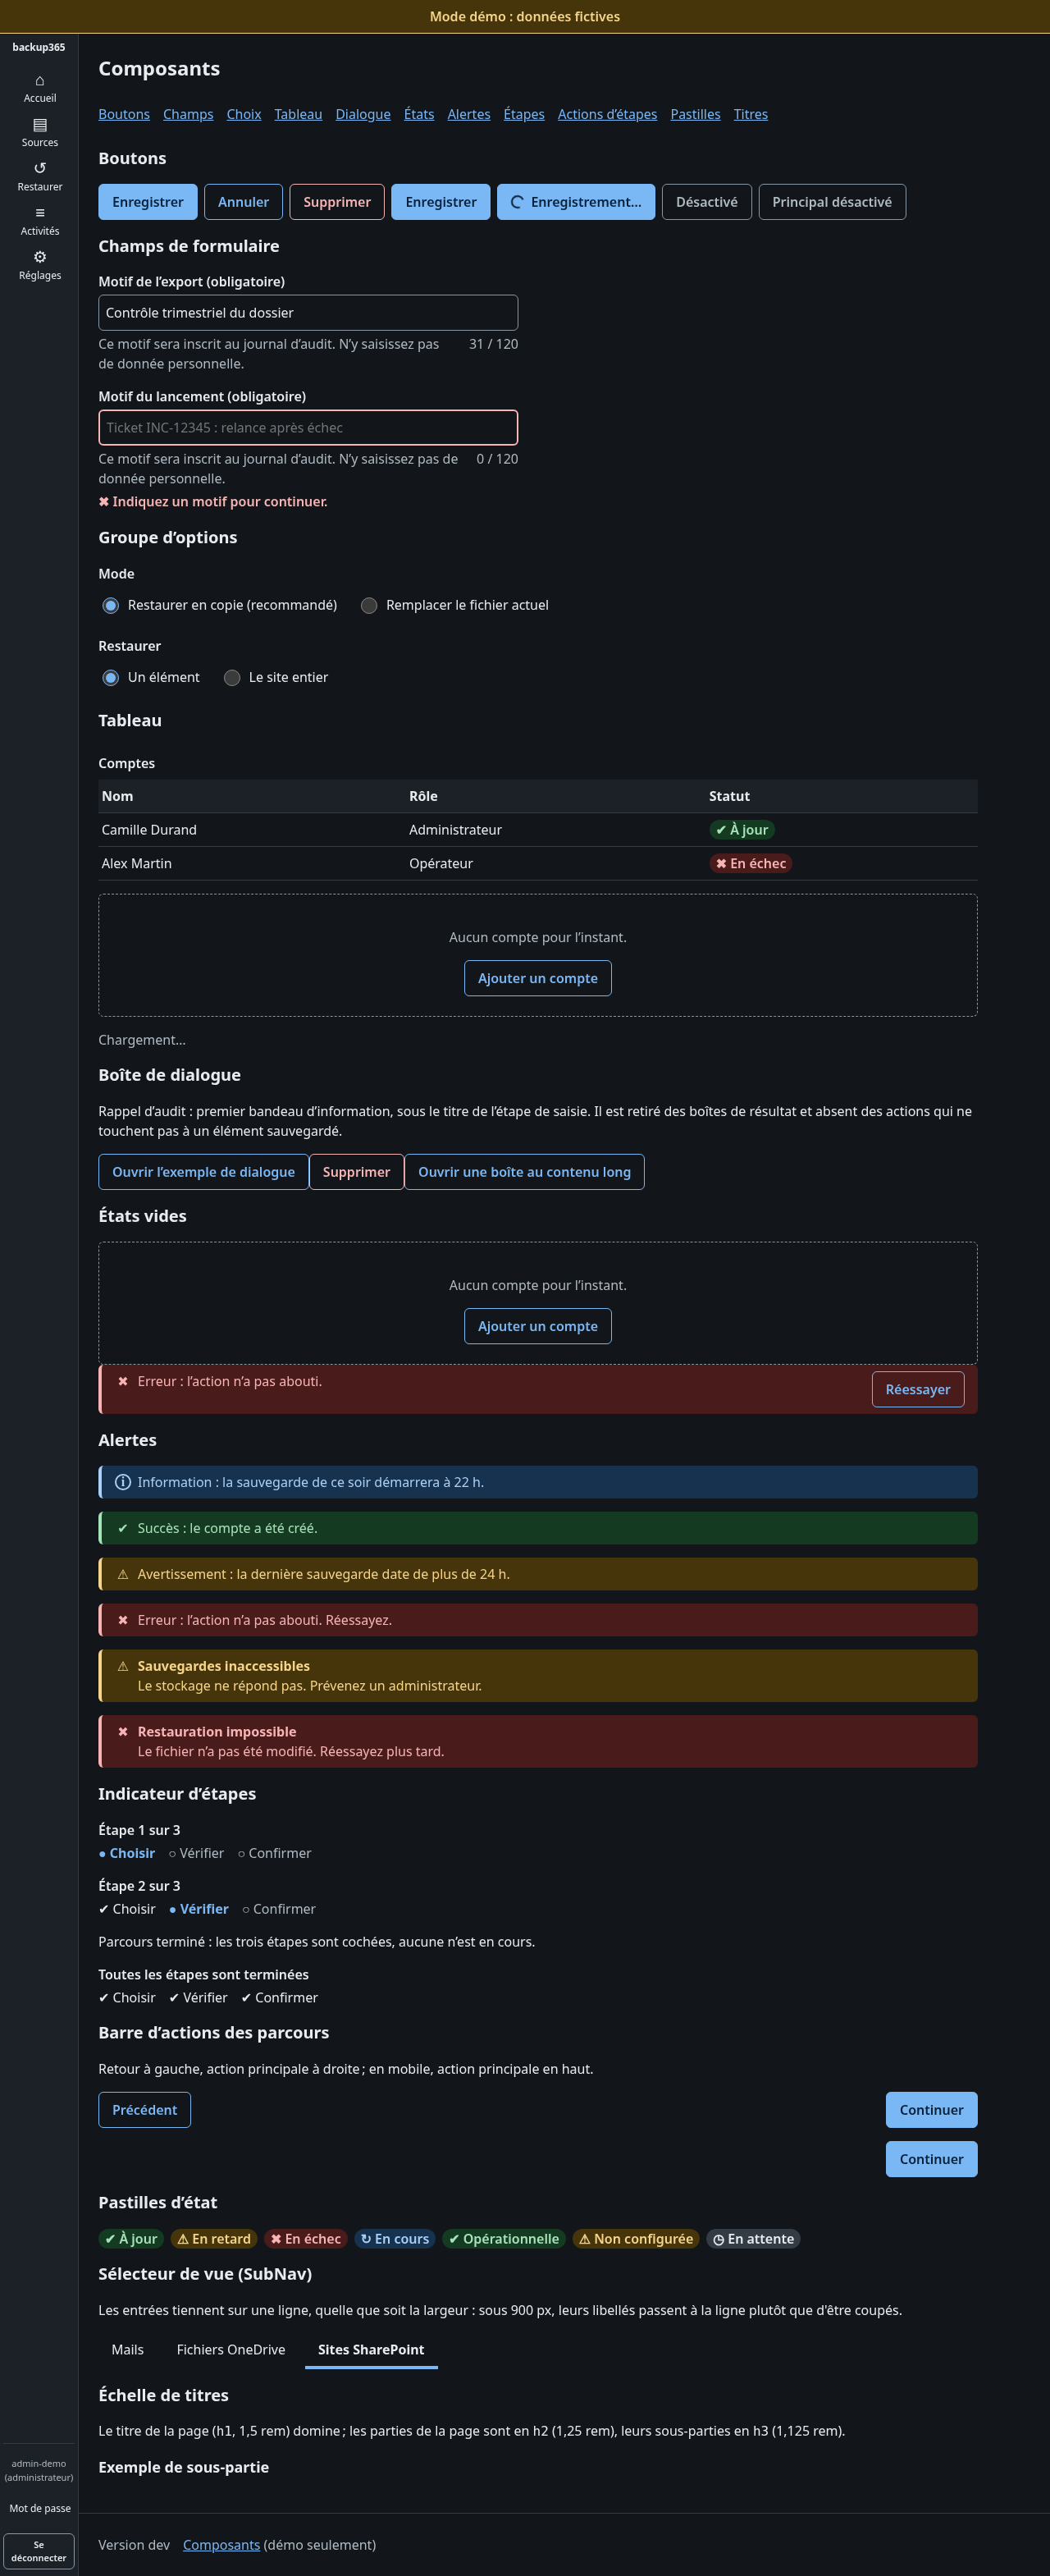 Mode démo : données fictives
backup365
Accueil
Sources
Restaurer
Activités
Réglages
Composants
Boutons Champs Choix Tableau Dialogue États Alertes Étapes Actions d’étapes Pastilles Titres
Boutons
Enregistrer Annuler Supprimer Enregistrer Enregistrement… Désactivé Principal désactivé
Champs de formulaire
Motif de l’export (obligatoire)
Contrôle trimestriel du dossier
Ce motif sera inscrit au journal d’audit. N’y saisissez pas 31 / 120
de donnée personnelle.
Motif du lancement (obligatoire)
Ticket INC-12345 : relance après échec
Ce motif sera inscrit au journal d’audit. N’y saisissez pas de 0 / 120
donnée personnelle.
✖ Indiquez un motif pour continuer.
Groupe d’options
Mode
Restaurer en copie (recommandé) Remplacer le fichier actuel
Restaurer
Un élément Le site entier
Tableau
Comptes
Nom Rôle Statut
Camille Durand Administrateur ✔ À jour
Alex Martin Opérateur ✖ En échec
Aucun compte pour l’instant.
Ajouter un compte
Chargement…
Boîte de dialogue
Rappel d’audit : premier bandeau d’information, sous le titre de l’étape de saisie. Il est retiré des boîtes de résultat et absent des actions qui ne
touchent pas à un élément sauvegardé.
Ouvrir l’exemple de dialogue Supprimer Ouvrir une boîte au contenu long
États vides
Aucun compte pour l’instant.
Ajouter un compte
✖ Erreur : l’action n’a pas abouti. Réessayer
Alertes
ⓘ Information : la sauvegarde de ce soir démarrera à 22 h.
✔ Succès : le compte a été créé.
⚠ Avertissement : la dernière sauvegarde date de plus de 24 h.
✖ Erreur : l’action n’a pas abouti. Réessayez.
⚠ Sauvegardes inaccessibles
Le stockage ne répond pas. Prévenez un administrateur.
✖ Restauration impossible
Le fichier n’a pas été modifié. Réessayez plus tard.
Indicateur d’étapes
Étape 1 sur 3
● Choisir ○ Vérifier ○ Confirmer
Étape 2 sur 3
✔ Choisir ● Vérifier ○ Confirmer
Parcours terminé : les trois étapes sont cochées, aucune n’est en cours.
Toutes les étapes sont terminées
✔ Choisir ✔ Vérifier ✔ Confirmer
Barre d’actions des parcours
Retour à gauche, action principale à droite ; en mobile, action principale en haut.
Précédent Continuer
Continuer
Pastilles d’état
✔ À jour ⚠ En retard ✖ En échec ↻ En cours ✔ Opérationnelle ⚠ Non configurée ◷ En attente
Sélecteur de vue (SubNav)
Les entrées tiennent sur une ligne, quelle que soit la largeur : sous 900 px, leurs libellés passent à la ligne plutôt que d'être coupés.
Mails Fichiers OneDrive Sites SharePoint
Échelle de titres
Le titre de la page (h1, 1,5 rem) domine ; les parties de la page sont en h2 (1,25 rem), leurs sous-parties en h3 (1,125 rem).
Exemple de sous-partie
admin-demo
(administrateur)
Mot de passe
Se
déconnecter
Version dev Composants (démo seulement)